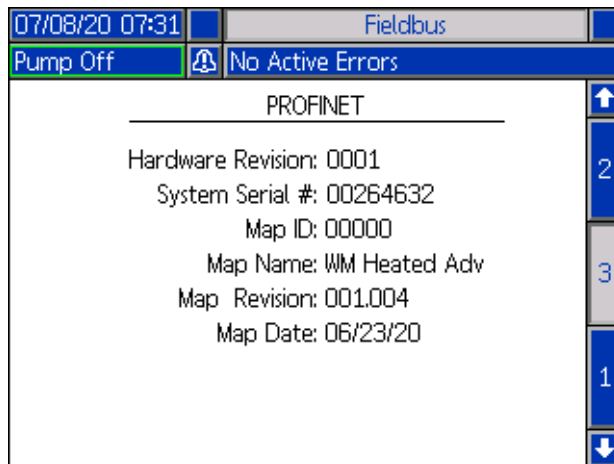 07/08/20 07:31 Fieldbus
Pump Off No Active Errors
PROFINET
Hardware Revision: 0001
System Serial #: 00264632
Map ID: 00000
Map Name: WM Heated Adv
Map Revision: 001.004
Map Date: 06/23/20
2
3
1